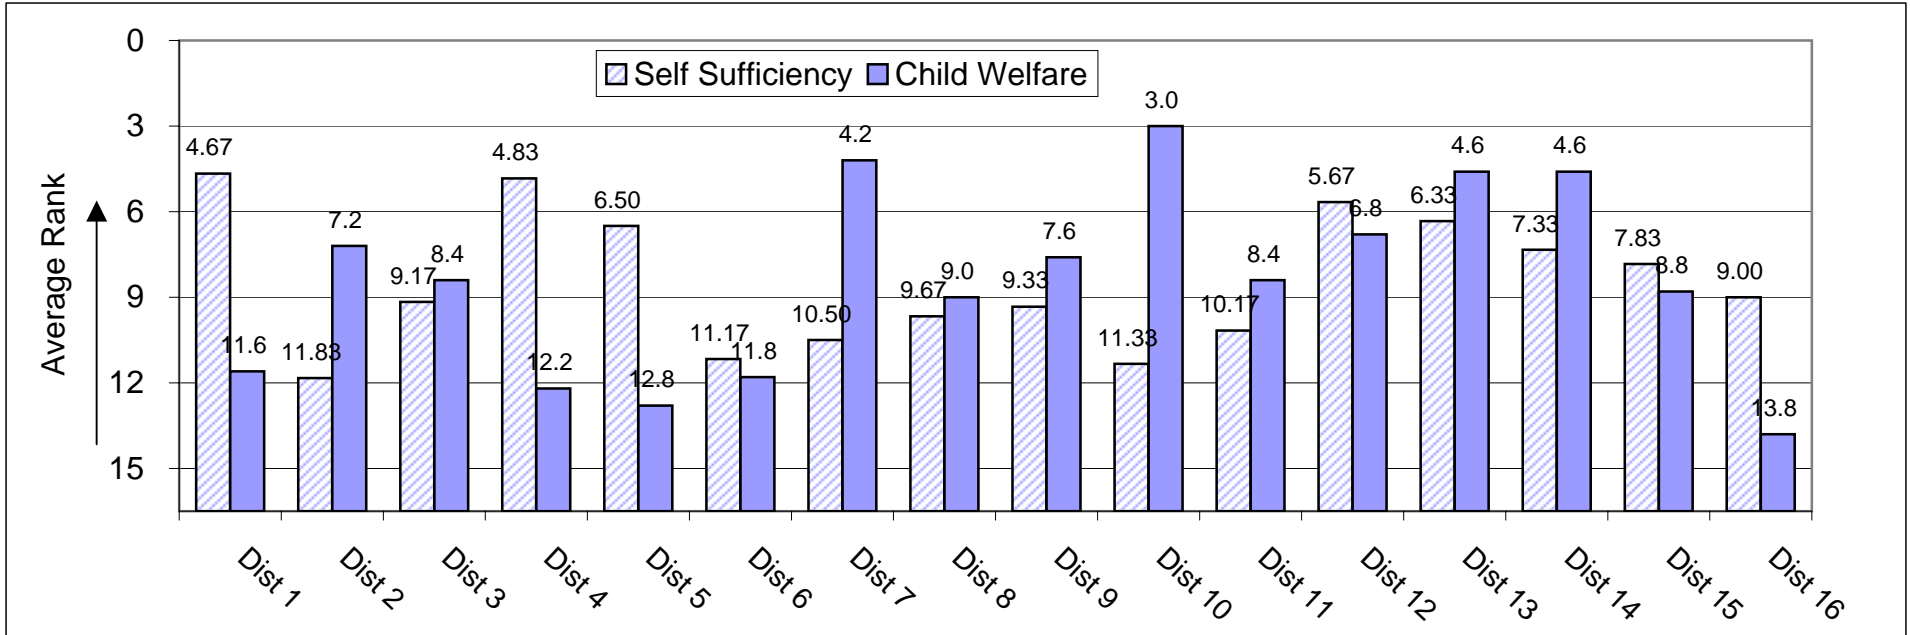 0
3
6
9
12
15
Average Rank
Self Sufficiency Child Welfare
4.67
11.6
11.83
7.2
9.17
8.4
4.83
12.2
6.50
12.8
11.17
11.8
10.50
4.2
9.67
9.0
9.33
7.6
11.33
3.0
10.17
8.4
5.67
6.8
6.33
4.6
7.33
4.6
7.83
8.8
9.00
13.8
Dist 1
Dist 2
Dist 3
Dist 4
Dist 5
Dist 6
Dist 7
Dist 8
Dist 9
Dist 10
Dist 11
Dist 12
Dist 13
Dist 14
Dist 15
Dist 16